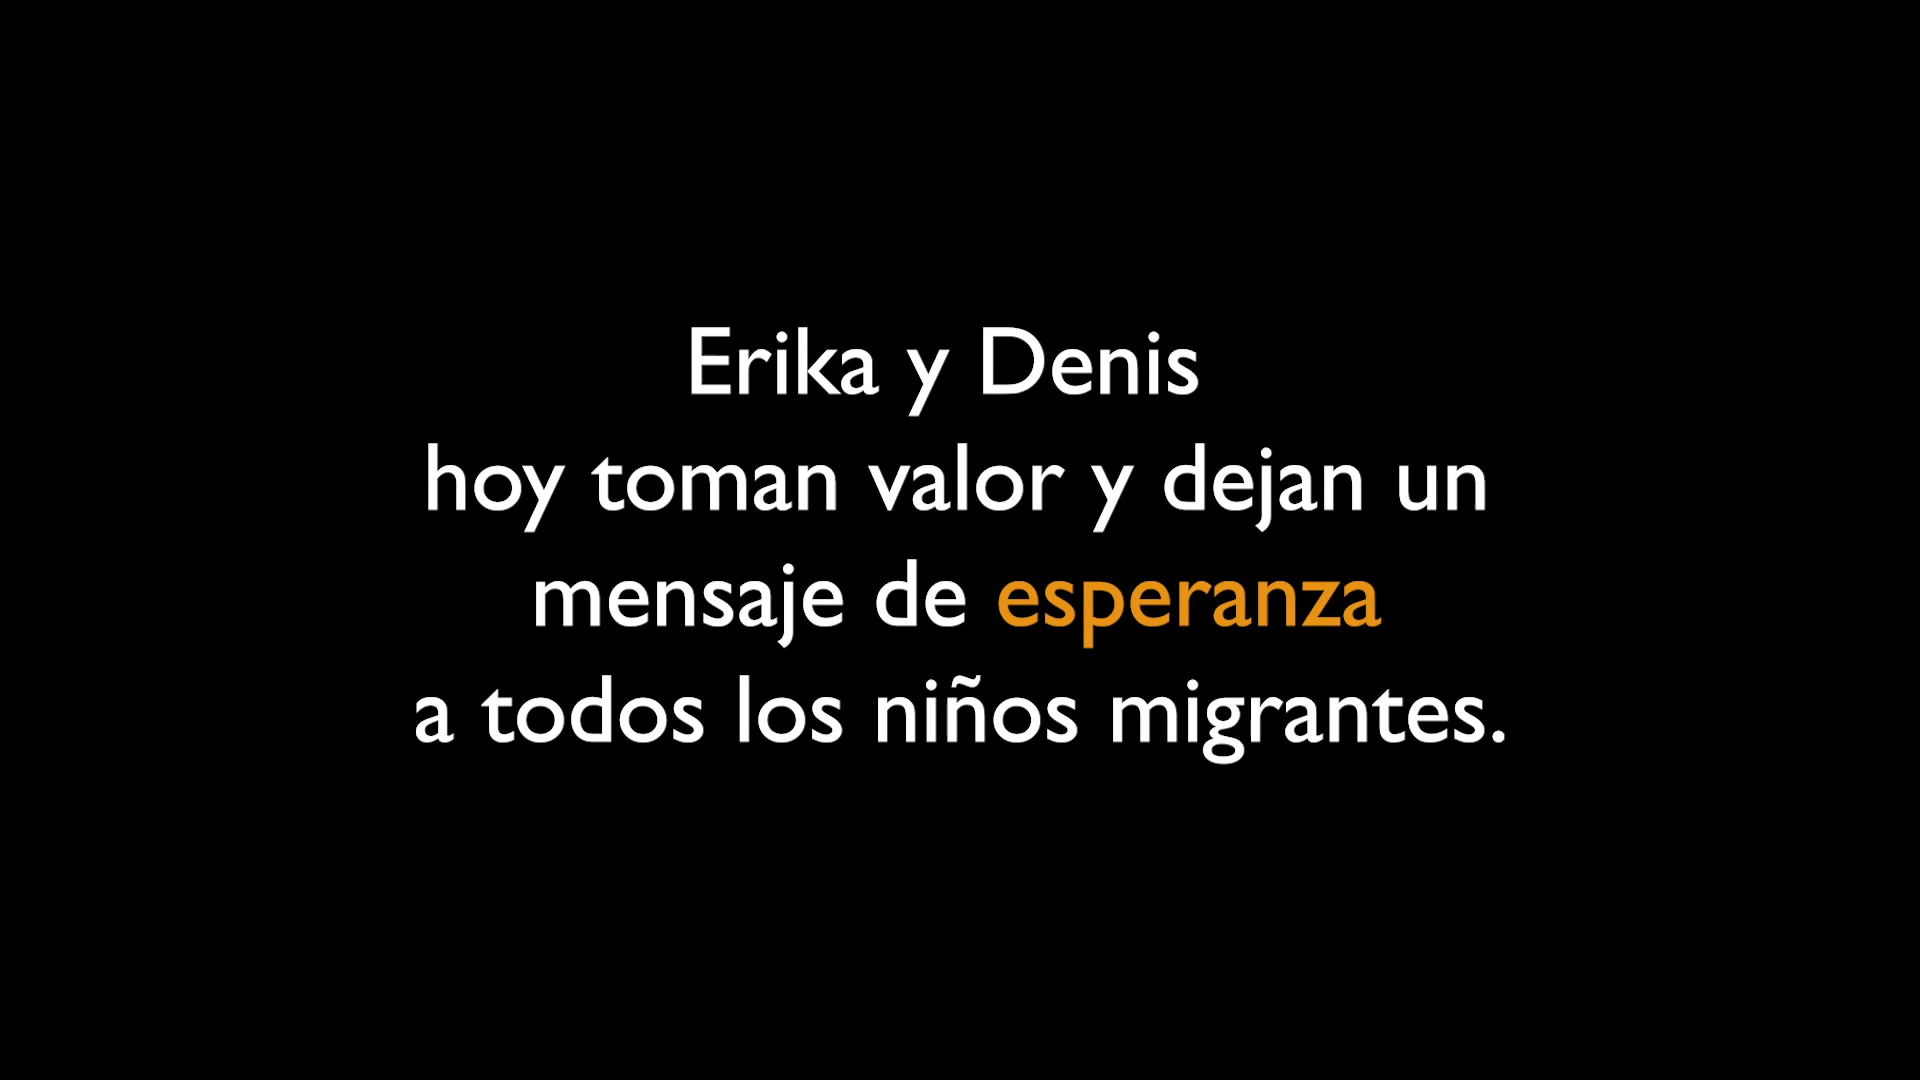 Erika y Denis
hoy toman valor y dejan un
mensaje de esperanza
a todos los niños migrantes.